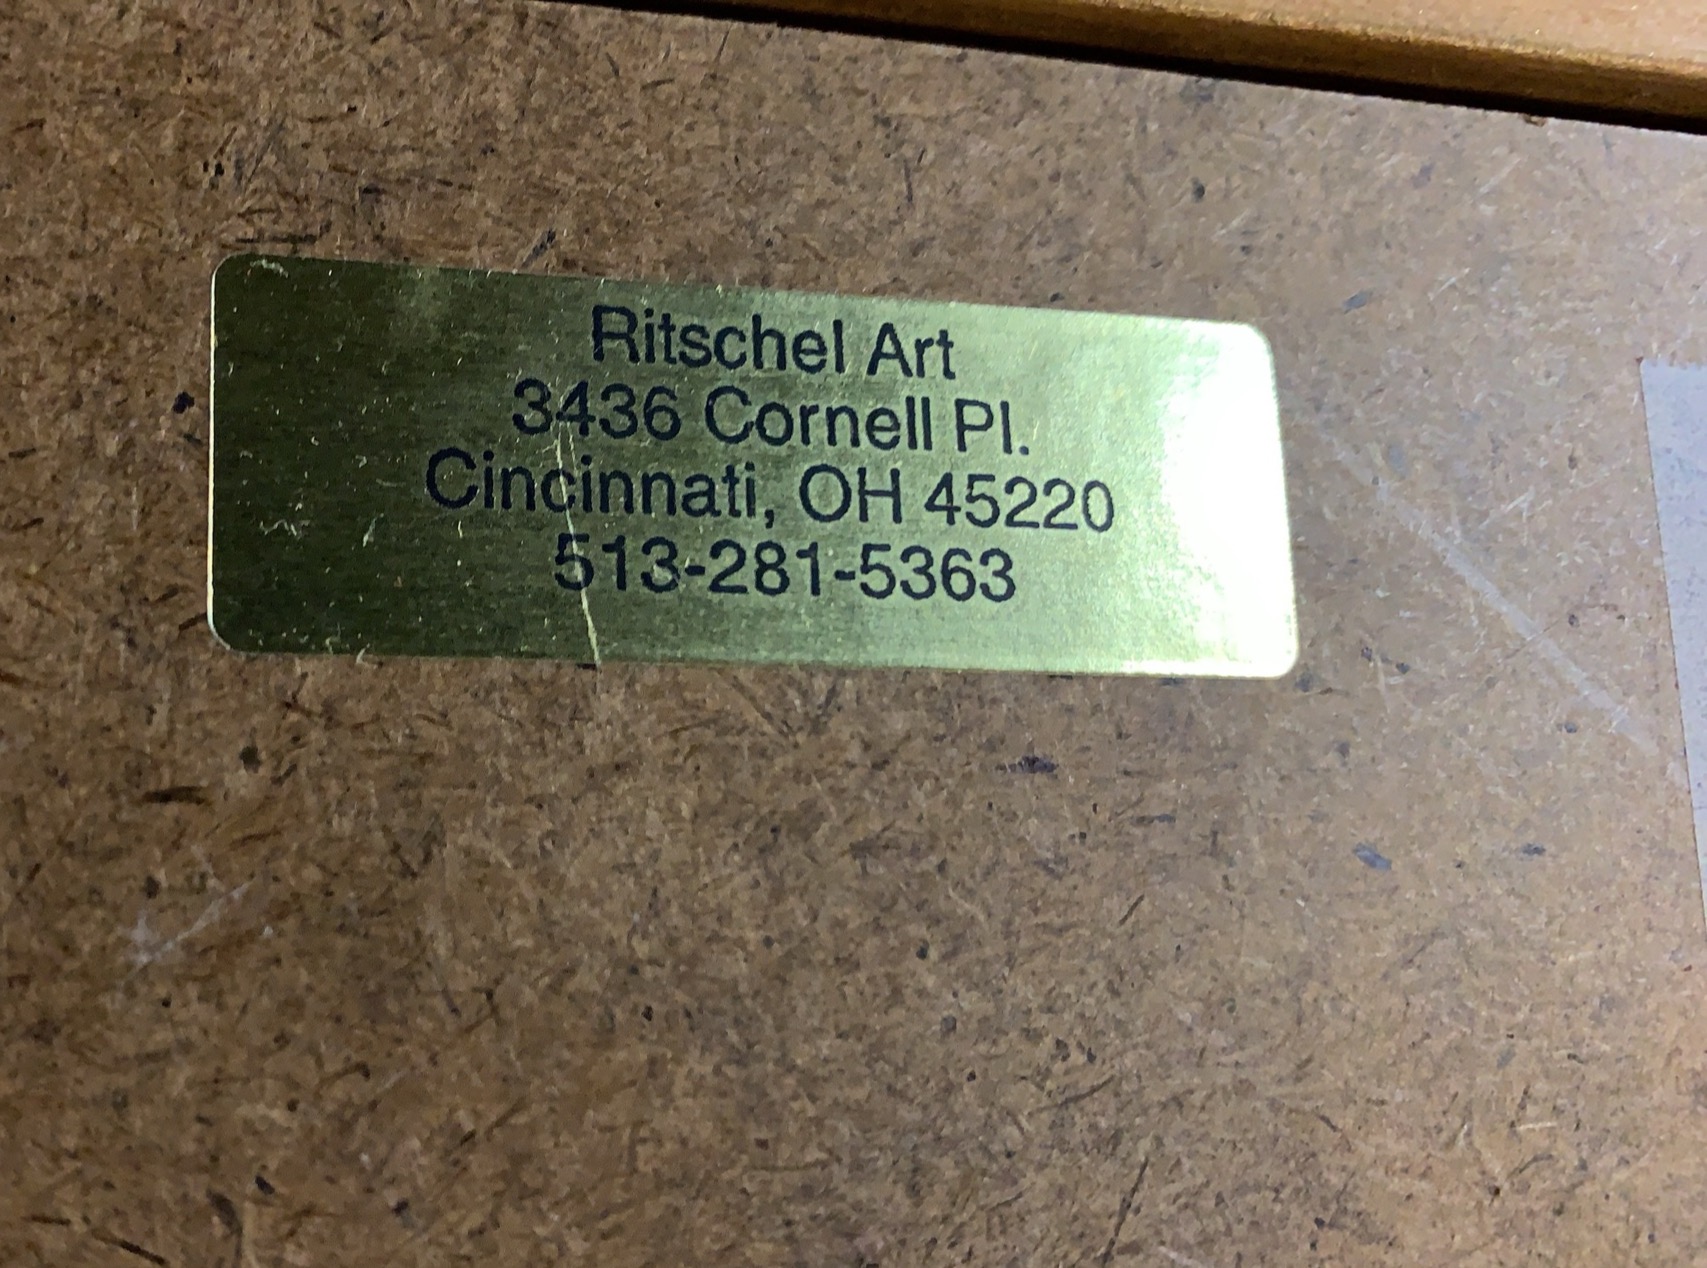 Ritschel Art
3436 Cornell Pl.
Cincinnati, OH 45220
513-281-5363